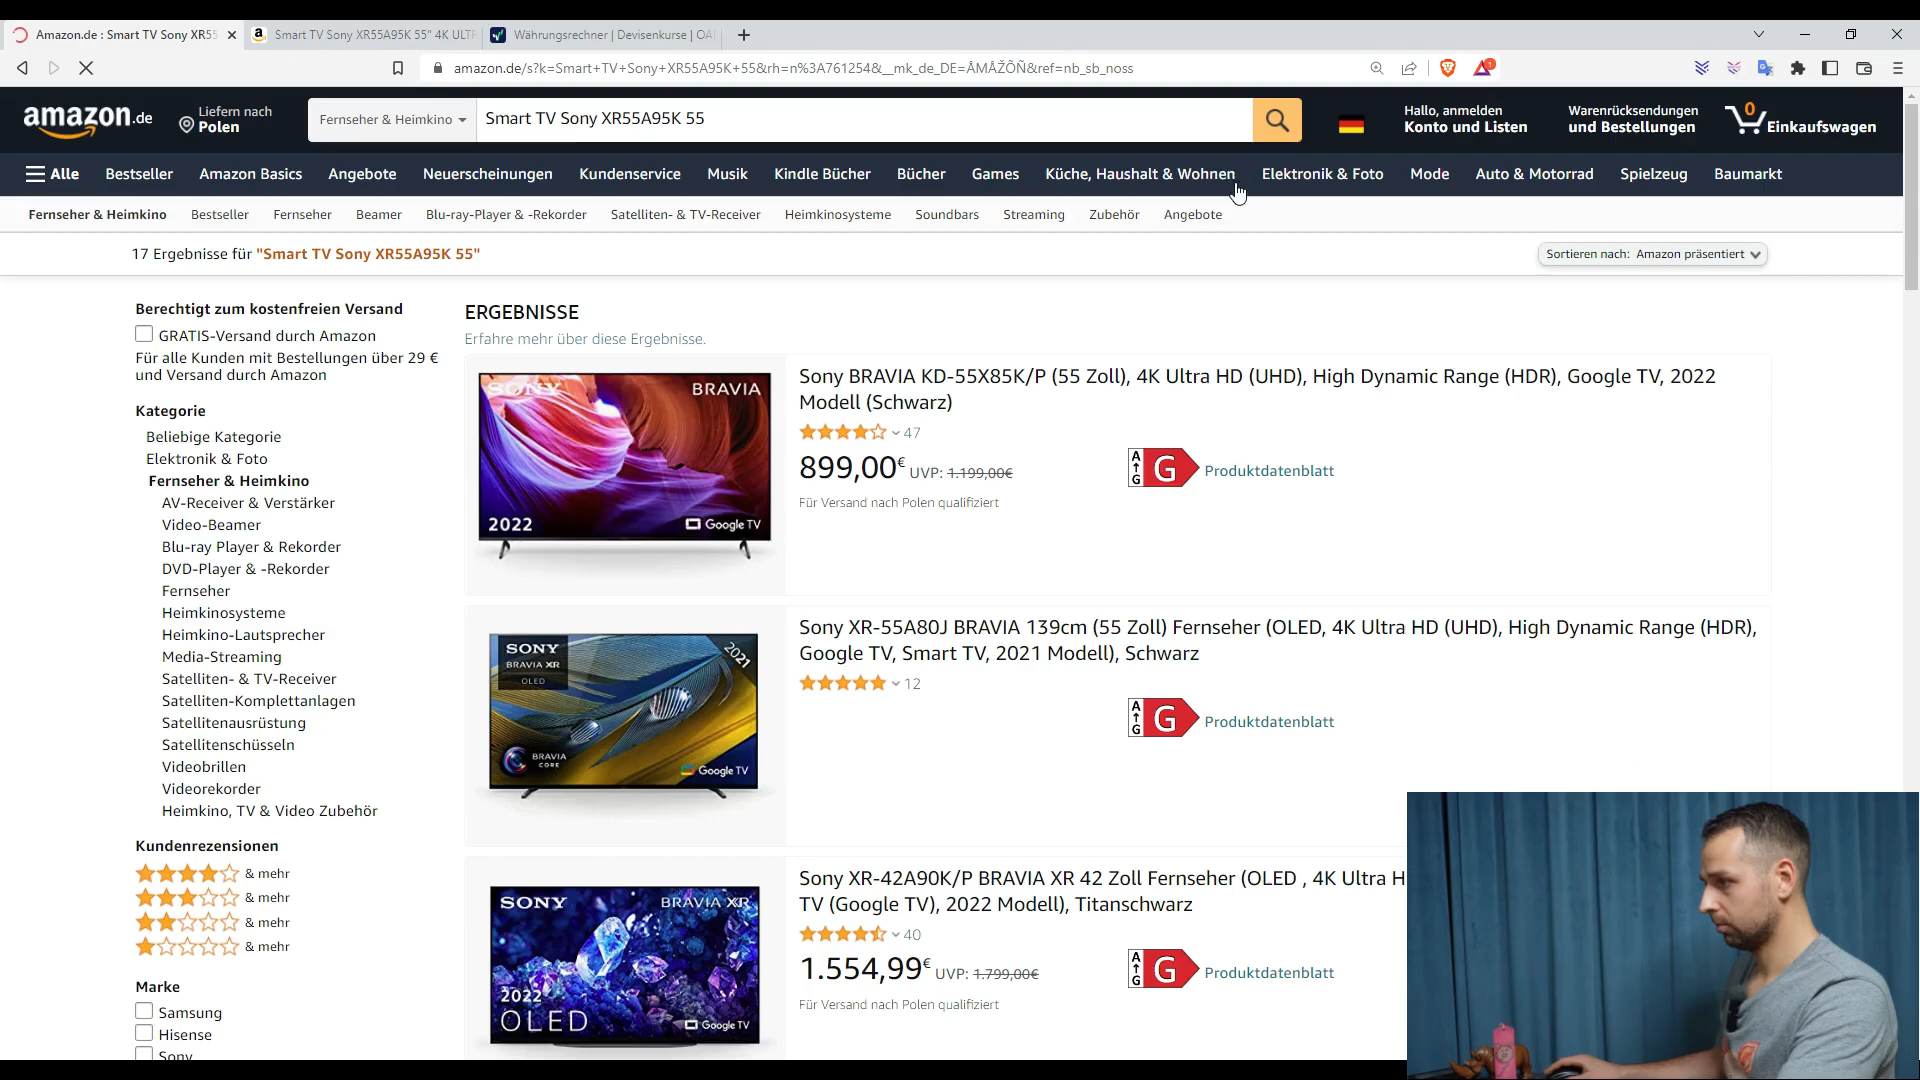 Amazon.de : Smart TV Sony XR55
Smart TV Sony XR55A95K 55" 4K ULTR
Währungsrechner | Devisenkurse | OA
amazon.de/s?k=Smart+TV+Sony+XR55A95K+55&rh=n%3A761254&__mk_de_DE=ÅMÅŽÕÑ&ref=nb_sb_noss
1
amazon.de
Liefern nach
Polen
Fernseher & Heimkino
Smart TV Sony XR55A95K 55
Hallo, anmelden
Konto und Listen
Warenrücksendungen
und Bestellungen
0
Einkaufswagen
Alle
Bestseller
Amazon Basics
Angebote
Neuerscheinungen
Kundenservice
Musik
Kindle Bücher
Bücher
Games
Küche, Haushalt & Wohnen
Elektronik & Foto
Mode
Auto & Motorrad
Spielzeug
Baumarkt
Fernseher & Heimkino
Bestseller
Fernseher
Beamer
Blu-ray-Player & -Rekorder
Satelliten- & TV-Receiver
Heimkinosysteme
Soundbars
Streaming
Zubehör
Angebote
17 Ergebnisse für "Smart TV Sony XR55A95K 55"
Sortieren nach: Amazon präsentiert
Berechtigt zum kostenfreien Versand
GRATIS-Versand durch Amazon
Für alle Kunden mit Bestellungen über 29 €
und Versand durch Amazon
Kategorie
Beliebige Kategorie
Elektronik & Foto
Fernseher & Heimkino
AV-Receiver & Verstärker
Video-Beamer
Blu-ray Player & Rekorder
DVD-Player & -Rekorder
Fernseher
Heimkinosysteme
Heimkino-Lautsprecher
Media-Streaming
Satelliten- & TV-Receiver
Satelliten-Komplettanlagen
Satellitenausrüstung
Satellitenschüsseln
Videobrillen
Videorekorder
Heimkino, TV & Video Zubehör
Kundenrezensionen
& mehr
& mehr
& mehr
& mehr
Marke
Samsung
Hisense
Sony
ERGEBNISSE
Erfahre mehr über diese Ergebnisse.
SONY
BRAVIA
2022
Google TV
Sony BRAVIA KD-55X85K/P (55 Zoll), 4K Ultra HD (UHD), High Dynamic Range (HDR), Google TV, 2022
Modell (Schwarz)
47
899,00€ UVP: 1.199,00€
Für Versand nach Polen qualifiziert
A
G
G
Produktdatenblatt
SONY
BRAVIA XR
OLED
2021
BRAVIA
CORE
Google TV
Sony XR-55A80J BRAVIA 139cm (55 Zoll) Fernseher (OLED, 4K Ultra HD (UHD), High Dynamic Range (HDR),
Google TV, Smart TV, 2021 Modell), Schwarz
12
A
G
G
Produktdatenblatt
SONY
BRAVIA XR
2022
OLED
Google TV
Sony XR-42A90K/P BRAVIA XR 42 Zoll Fernseher (OLED , 4K Ultra H
TV (Google TV), 2022 Modell), Titanschwarz
40
1.554,99€ UVP: 1.799,00€
Für Versand nach Polen qualifiziert
A
G
G
Produktdatenblatt